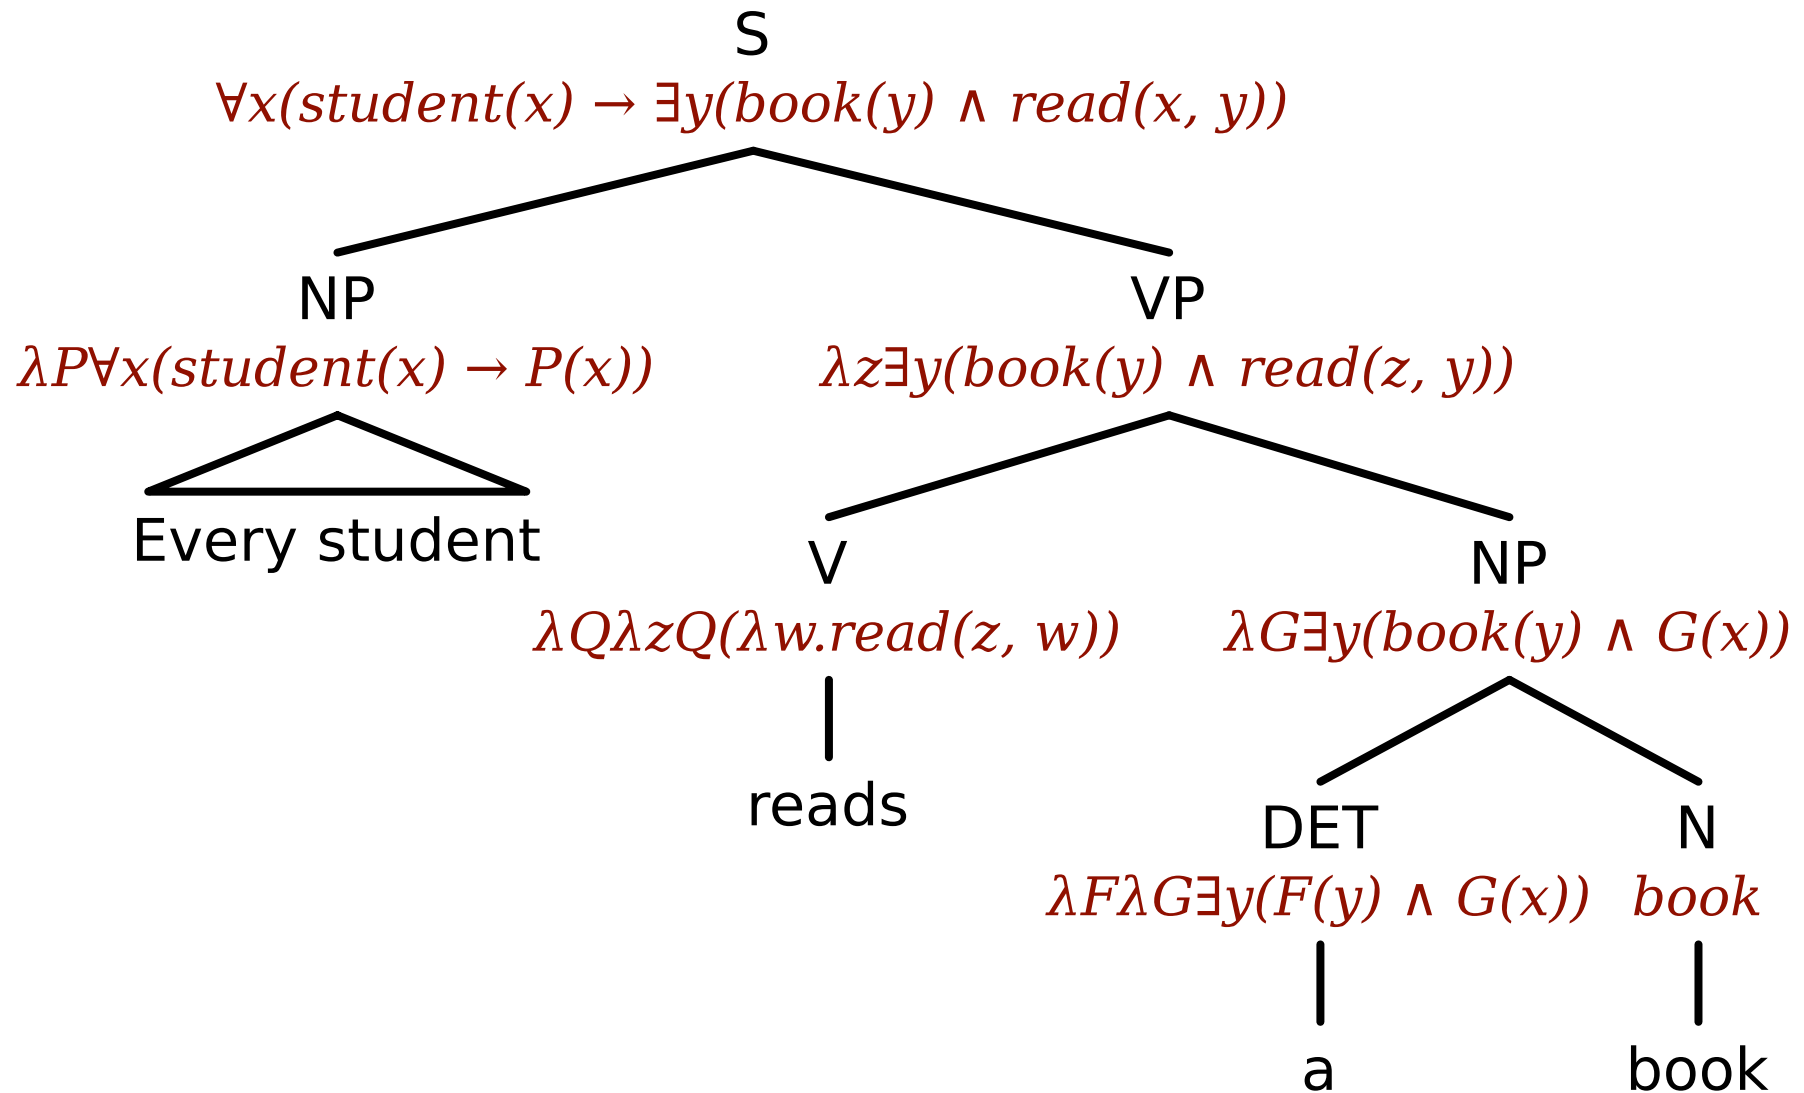 S
∀x(student(x) → ∃y(book(y) ∧ read(x, y))
NP VP
λP∀x(student(x) → P(x)) λz∃y(book(y) ∧ read(z, y))
Every student
V NP
λQλzQ(λw.read(z, w)) λG∃y(book(y) ∧ G(x))
reads
DET N
λFλG∃y(F(y) ∧ G(x)) book
a book